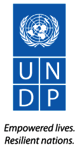 U N
D P
Empowered lives.
Resilient nations.